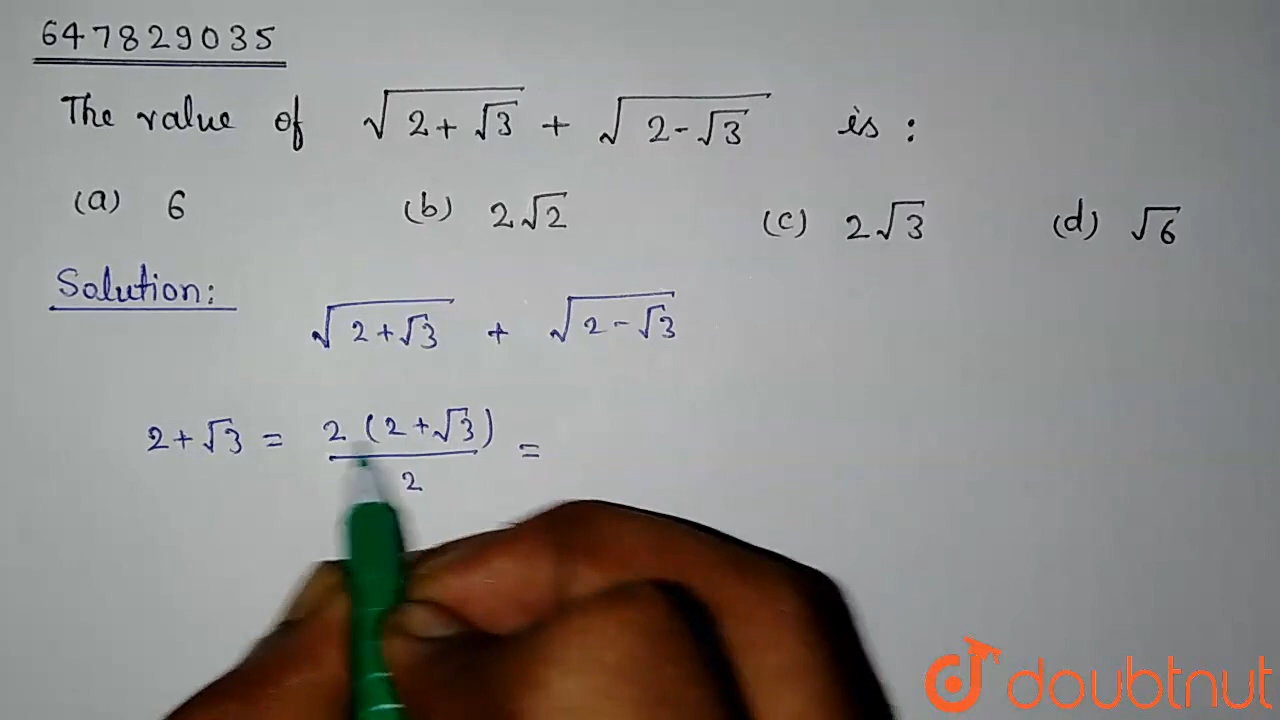 647829035
The value of √(2+√3) + √(2-√3) is :
(a) 6 (b) 2√2 (c) 2√3 (d) √6
Solution:
√(2+√3) + √(2-√3)
2+√3 = 2(2+√3)/2 =
doubtnut